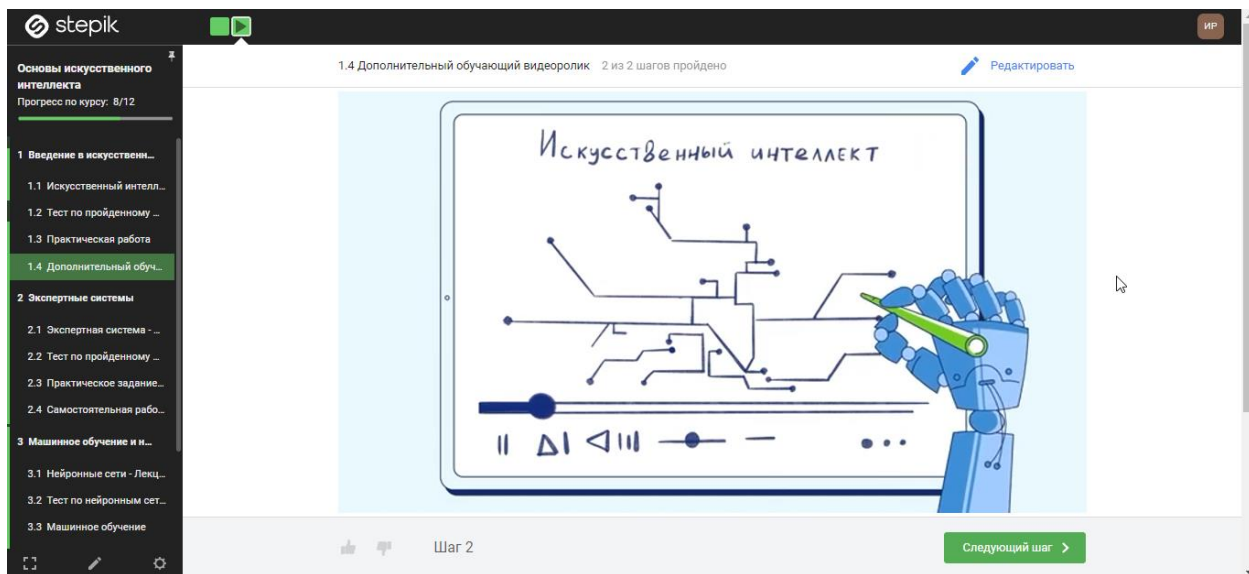 stepik
ИР
Основы искусственного
интеллекта
Прогресс по курсу: 8/12
1 Введение в искусственн...
1.1 Искусственный интелл...
1.2 Тест по пройденному ...
1.3 Практическая работа
1.4 Дополнительный обуч...
2 Экспертные системы
2.1 Экспертная система - ...
2.2 Тест по пройденному ...
2.3 Практическое задание...
2.4 Самостоятельная рабо...
3 Машинное обучение и н...
3.1 Нейронные сети - Лекц...
3.2 Тест по нейронным сет...
3.3 Машинное обучение
1.4 Дополнительный обучающий видеоролик 2 из 2 шагов пройдено
Редактировать
Искусственный интеллект
Шаг 2
Следующий шаг